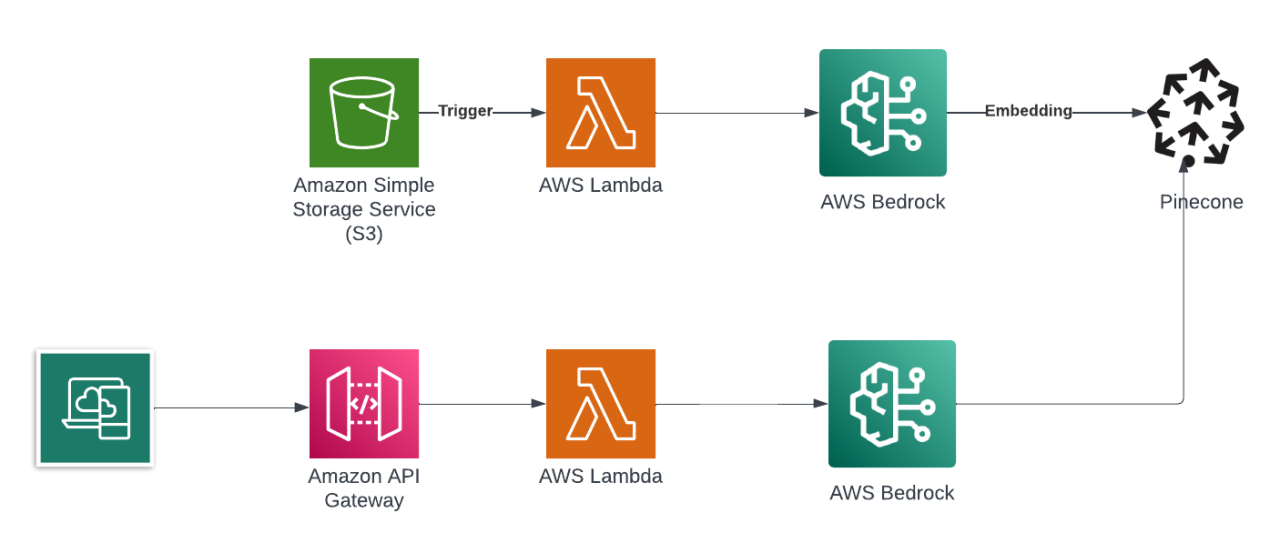 Trigger
Embedding
Amazon Simple
Storage Service
(S3)
AWS Lambda
AWS Bedrock
Pinecone
</>
Amazon API
Gateway
AWS Lambda
AWS Bedrock